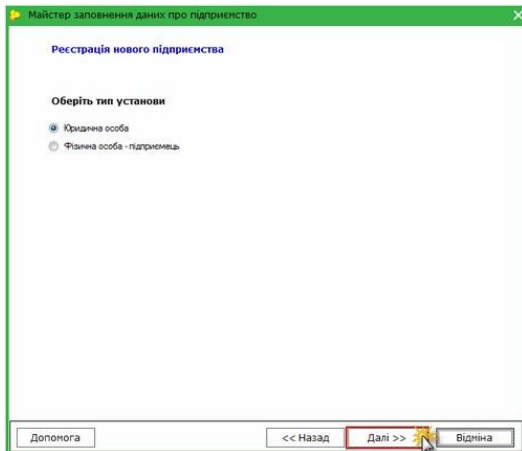 Майстер заповнення даних про підприємство
Реєстрація нового підприємства
Оберіть тип установи
Юридична особа
Фізична особа - підприємець
Допомога
<< Назад
Далі >>
Відміна